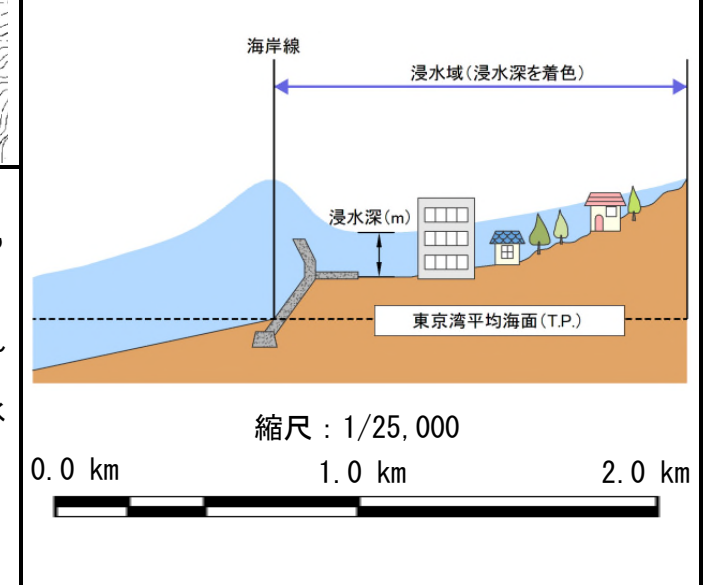 海岸線
浸水域(浸水深を着色)
浸水深(m)
東京湾平均海面(T.P.)
縮尺：1/25,000
0.0 km 1.0 km 2.0 km